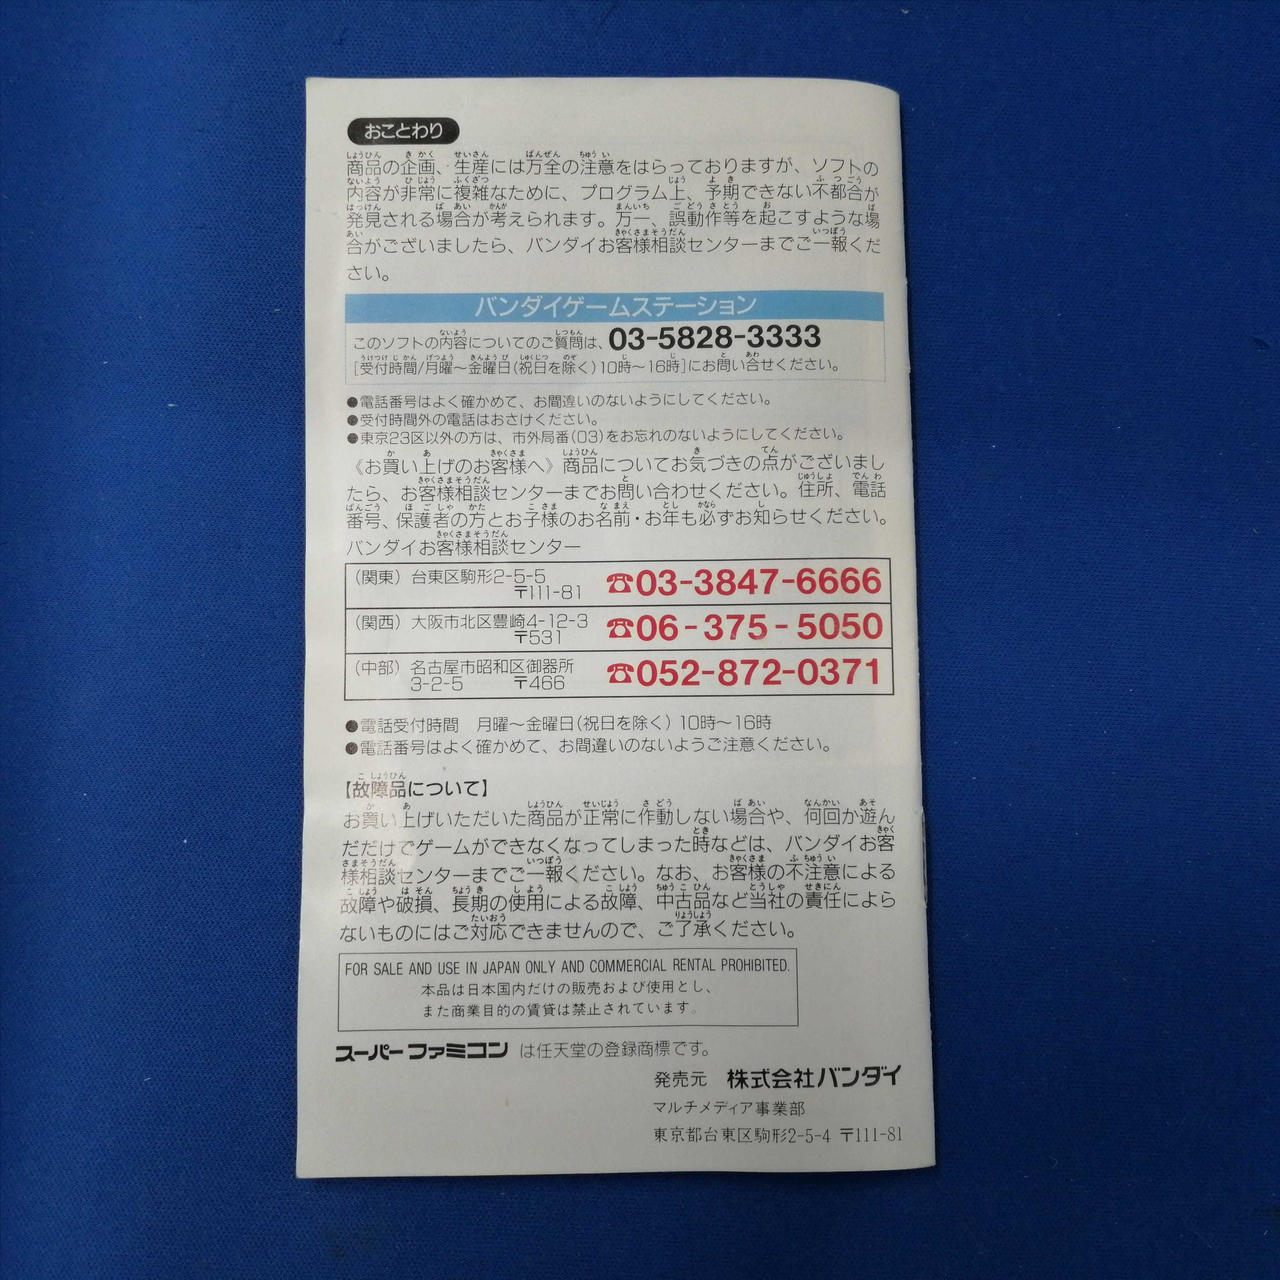 おことわり
商品の企画、生産には万全の注意をはらっておりますが、ソフトの
内容が非常に複雑なために、プログラム上、予期できない不都合が
発見される場合が考えられます。万一、誤動作等を起こすような場
合がございましたら、バンダイお客様相談センターまでご一報くだ
さい。
バンダイゲームステーション
このソフトの内容についてのご質問は、03-5828-3333
[受付時間/月曜〜金曜日(祝日を除く)10時〜16時]にお問い合せください。
●電話番号はよく確かめて、お間違いのないようにしてください。
●受付時間外の電話はおさけください。
●東京23区以外の方は、市外局番(03)をお忘れのないようにしてください。
《お買い上げのお客様へ》商品についてお気づきの点がございまし
たら、お客様相談センターまでお問い合わせください。住所、電話
番号、保護者の方とお子様のお名前・お年も必ずお知らせください。
バンダイお客様相談センター
(関東) 台東区駒形2-5-5
〒111-81 ☎03-3847-6666
(関西) 大阪市北区豊崎4-12-3
〒531 ☎06-375-5050
(中部) 名古屋市昭和区御器所
3-2-5 〒466 ☎052-872-0371
●電話受付時間 月曜〜金曜日(祝日を除く)10時〜16時
●電話番号はよく確かめて、お間違いのないようご注意ください。
【故障品について】
お買い上げいただいた商品が正常に作動しない場合や、何回か遊ん
だだけでゲームができなくなってしまった時などは、バンダイお客
様相談センターまでご一報ください。なお、お客様の不注意による
故障や破損、長期の使用による故障、中古品など当社の責任によら
ないものにはご対応できませんので、ご了承ください。
FOR SALE AND USE IN JAPAN ONLY AND COMMERCIAL RENTAL PROHIBITED.
本品は日本国内だけの販売および使用とし、
また商業目的の賃貸は禁止されています。
スーパーファミコン は任天堂の登録商標です。
発売元 株式会社バンダイ
マルチメディア事業部
東京都台東区駒形2-5-4 〒111-81